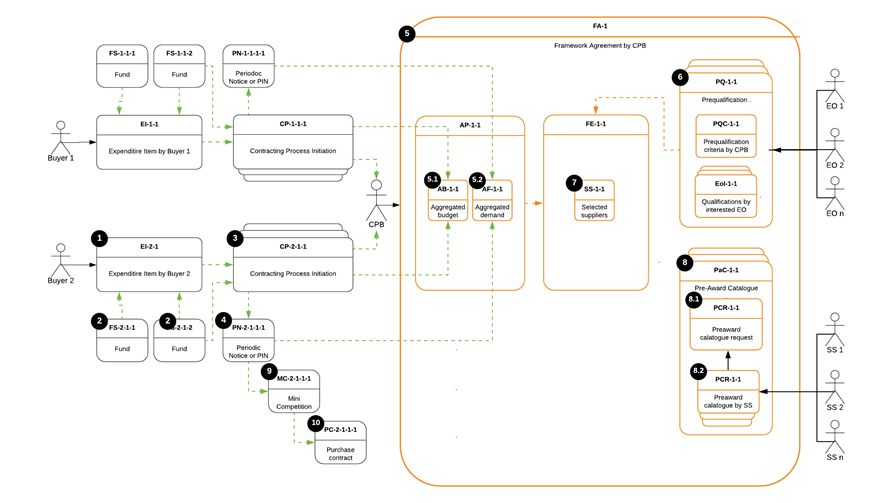 5
FA-1
Framework Agreement by CPB
FS-1-1-1
Fund
FS-1-1-2
Fund
PN-1-1-1-1
Periodoc
Notice or PIN
EI-1-1
Expenditire Item by Buyer 1
CP-1-1-1
Contracting Process Initiation
Buyer 1
AP-1-1
5.1
AB-1-1
Aggregated
budget
5.2
AF-1-1
Aggregated
demand
FE-1-1
7
SS-1-1
Selected
suppliers
6
PQ-1-1
Prequalification .
PQC-1-1
Prequalification
criteria by CPB
EoI-1-1
Qualifications by
interested EO
EO 1
EO 2
EO n
CPB
1
EI-2-1
Expenditire Item by Buyer 2
3
CP-2-1-1
Contracting Process Initiation
Buyer 2
2
FS-2-1-1
Fund
2
-2-1-2
Fund
4
PN-2-1-1-1
Periodic
Notice or PIN
9
MC-2-1-1-1
Mini
Competition
10
PC-2-1-1-1
Purchase
contract
8
PaC-1-1
Pre-Award Catalogue
8.1
PCR-1-1
Preaward
calatogue request
8.2
PCR-1-1
Preaward
calatogue by SS
SS 1
SS 2
SS n